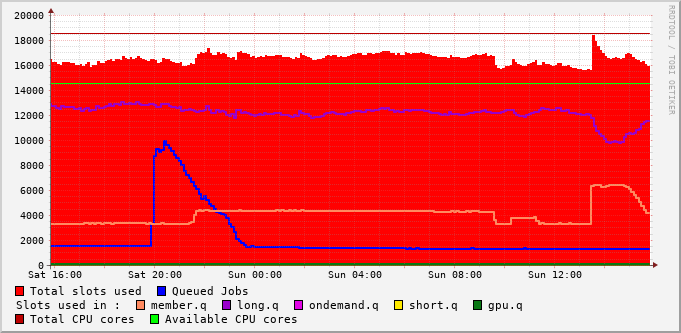 20000
18000
16000
14000
12000
10000
8000
6000
4000
2000
0
Sat 16:00 Sat 20:00 Sun 00:00 Sun 04:00 Sun 08:00 Sun 12:00
RRDTOOL / TOBI OETIKER
Total slots used Queued Jobs
Slots used in : member.q long.q ondemand.q short.q gpu.q
Total CPU cores Available CPU cores